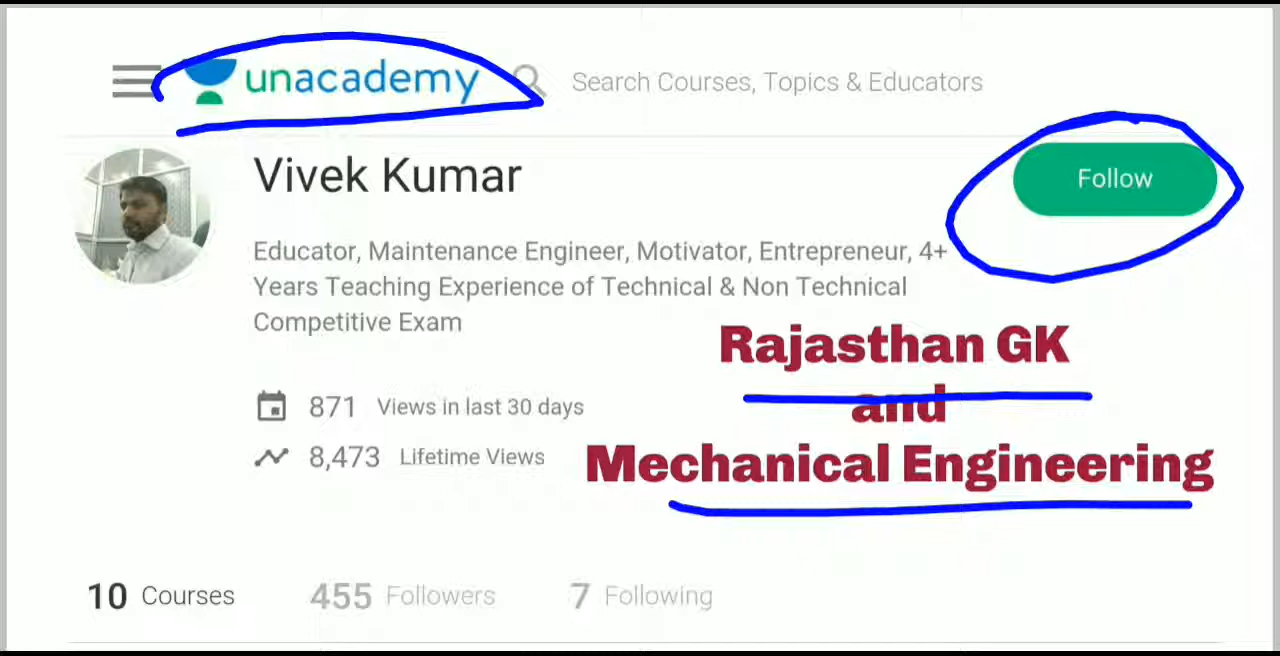 unacademy
Search Courses, Topics & Educators
Vivek Kumar
Follow
Educator, Maintenance Engineer, Motivator, Entrepreneur, 4+
Years Teaching Experience of Technical & Non Technical
Competitive Exam
Rajasthan GK
and
Mechanical Engineering
871 Views in last 30 days
8,473 Lifetime Views
10 Courses
455 Followers
7 Following